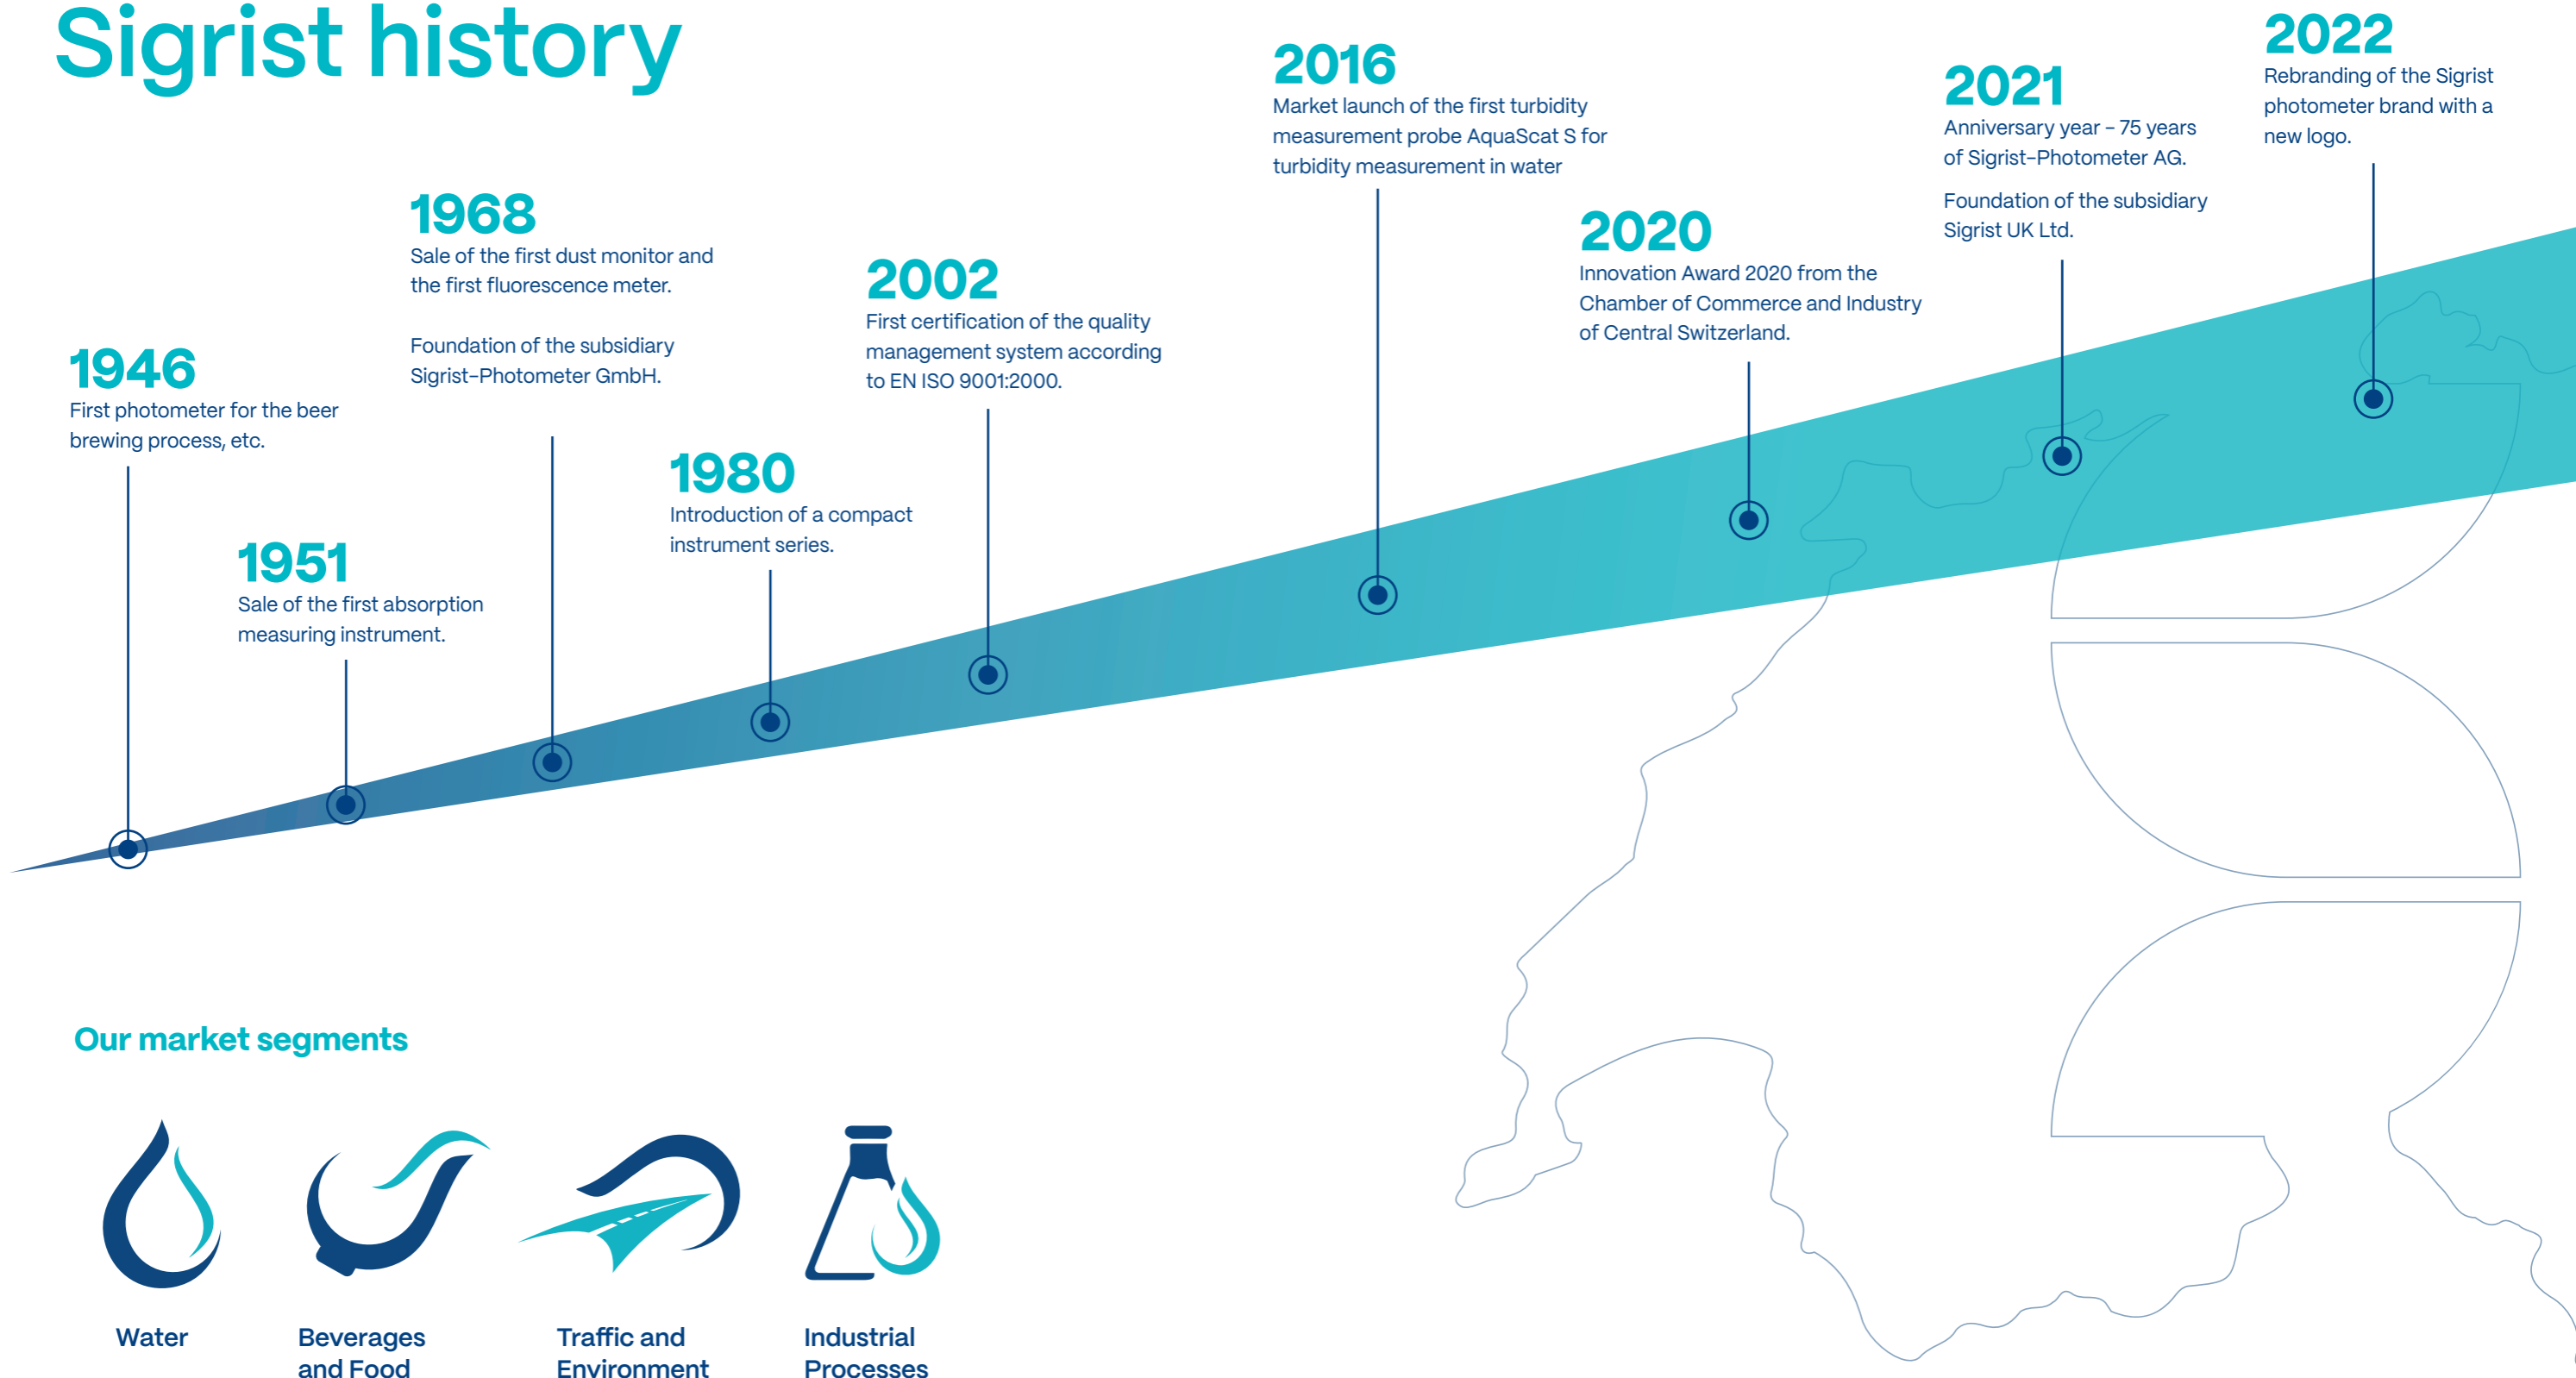 Sigrist history
1946
First photometer for the beer
brewing process, etc.
1951
Sale of the first absorption
measuring instrument.
1968
Sale of the first dust monitor and
the first fluorescence meter.
Foundation of the subsidiary
Sigrist-Photometer GmbH.
1980
Introduction of a compact
instrument series.
2002
First certification of the quality
management system according
to EN ISO 9001:2000.
2016
Market launch of the first turbidity
measurement probe AquaScat S for
turbidity measurement in water
2020
Innovation Award 2020 from the
Chamber of Commerce and Industry
of Central Switzerland.
2021
Anniversary year – 75 years
of Sigrist-Photometer AG.
Foundation of the subsidiary
Sigrist UK Ltd.
2022
Rebranding of the Sigrist
photometer brand with a
new logo.
Our market segments
Water
Beverages
and Food
Traffic and
Environment
Industrial
Processes